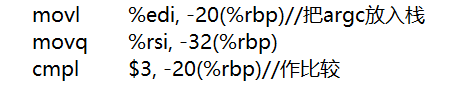 movl %edi, -20(%rbp)//把argc放入栈
movq %rsi, -32(%rbp)
cmpl $3, -20(%rbp)//作比较